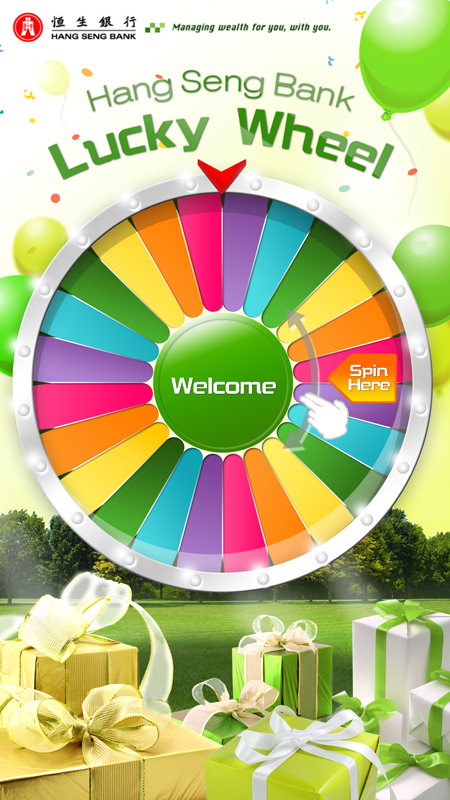 恒生銀行
HANG SENG BANK
Managing wealth for you, with you.
Hang Seng Bank
Lucky Wheel
Welcome
Spin
Here